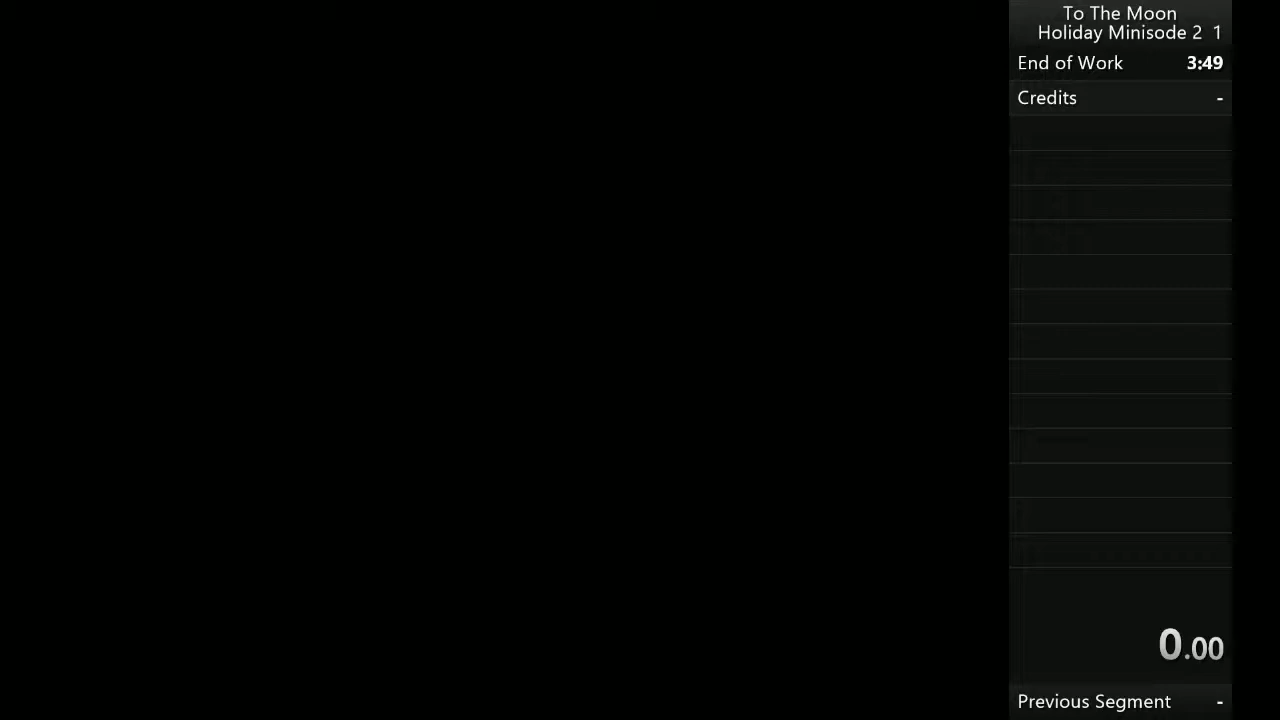 To The Moon
Holiday Minisode 2 1
End of Work 3:49
Credits -
0.00
Previous Segment -